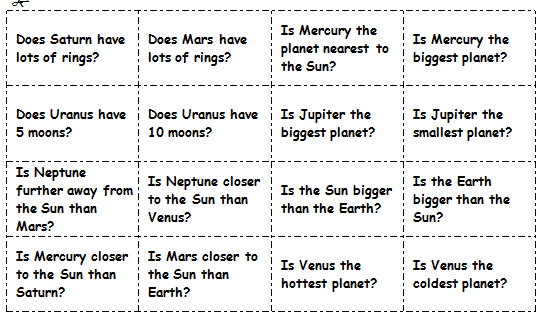 Does Saturn have
lots of rings?
Does Mars have
lots of rings?
Is Mercury the
planet nearest to
the Sun?
Is Mercury the
biggest planet?
Does Uranus have
5 moons?
Does Uranus have
10 moons?
Is Jupiter the
biggest planet?
Is Jupiter the
smallest planet?
Is Neptune
further away from
the Sun than
Mars?
Is Neptune closer
to the Sun than
Venus?
Is the Sun bigger
than the Earth?
Is the Earth
bigger than the
Sun?
Is Mercury closer
to the Sun than
Saturn?
Is Mars closer to
the Sun than
Earth?
Is Venus the
hottest planet?
Is Venus the
coldest planet?